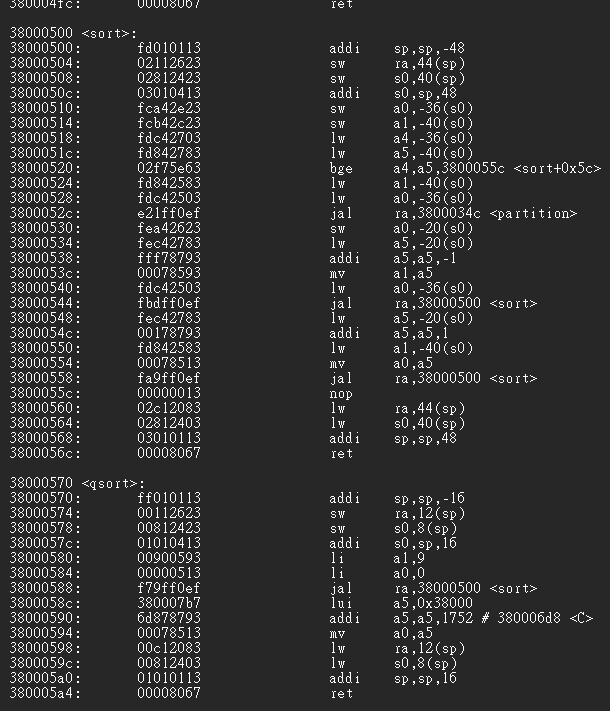 380004fc: 00008067 ret
38000500 <sort>:
38000500: fd010113 addi sp,sp,-48
38000504: 02112623 sw ra,44(sp)
38000508: 02812423 sw s0,40(sp)
3800050c: 03010413 addi s0,sp,48
38000510: fca42e23 sw a0,-36(s0)
38000514: fcb42c23 sw a1,-40(s0)
38000518: fdc42703 lw a4,-36(s0)
3800051c: fd842783 lw a5,-40(s0)
38000520: 02f75e63 bge a4,a5,3800055c <sort+0x5c>
38000524: fd842583 lw a1,-40(s0)
38000528: fdc42503 lw a0,-36(s0)
3800052c: e21ff0ef jal ra,3800034c <partition>
38000530: fea42623 sw a0,-20(s0)
38000534: fec42783 lw a5,-20(s0)
38000538: fff78793 addi a5,a5,-1
3800053c: 00078593 mv a1,a5
38000540: fdc42503 lw a0,-36(s0)
38000544: fbdff0ef jal ra,38000500 <sort>
38000548: fec42783 lw a5,-20(s0)
3800054c: 00178793 addi a5,a5,1
38000550: fd842583 lw a1,-40(s0)
38000554: 00078513 mv a0,a5
38000558: fa9ff0ef jal ra,38000500 <sort>
3800055c: 00000013 nop
38000560: 02c12083 lw ra,44(sp)
38000564: 02812403 lw s0,40(sp)
38000568: 03010113 addi sp,sp,48
3800056c: 00008067 ret
38000570 <qsort>:
38000570: ff010113 addi sp,sp,-16
38000574: 00112623 sw ra,12(sp)
38000578: 00812423 sw s0,8(sp)
3800057c: 01010413 addi s0,sp,16
38000580: 00900593 li a1,9
38000584: 00000513 li a0,0
38000588: f79ff0ef jal ra,38000500 <sort>
3800058c: 380007b7 lui a5,0x38000
38000590: 6d878793 addi a5,a5,1752 # 380006d8 <C>
38000594: 00078513 mv a0,a5
38000598: 00c12083 lw ra,12(sp)
3800059c: 00812403 lw s0,8(sp)
380005a0: 01010113 addi sp,sp,16
380005a4: 00008067 ret